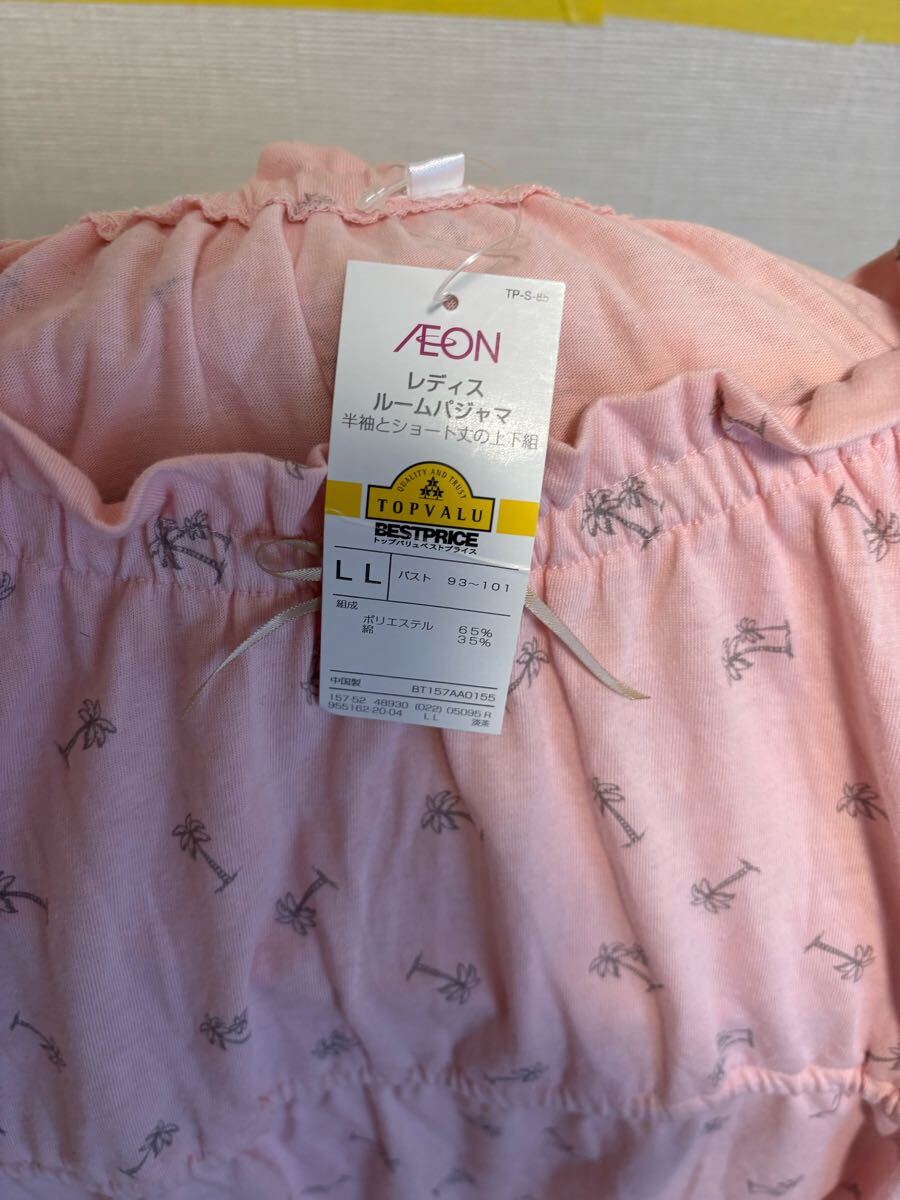 TP-S-85
ÆON
レディス
ルームパジャマ
半袖とショート丈の上下組
QUALITY AND TRUST
TOPVALU
BESTPRICE
トップバリュベストプライス
LL バスト 93～101
組成
ポリエステル 65%
綿 35%
中国製 BT157AA0155
157-52 48930 (022) 05095 R
955162-20-04 LL 淡茶